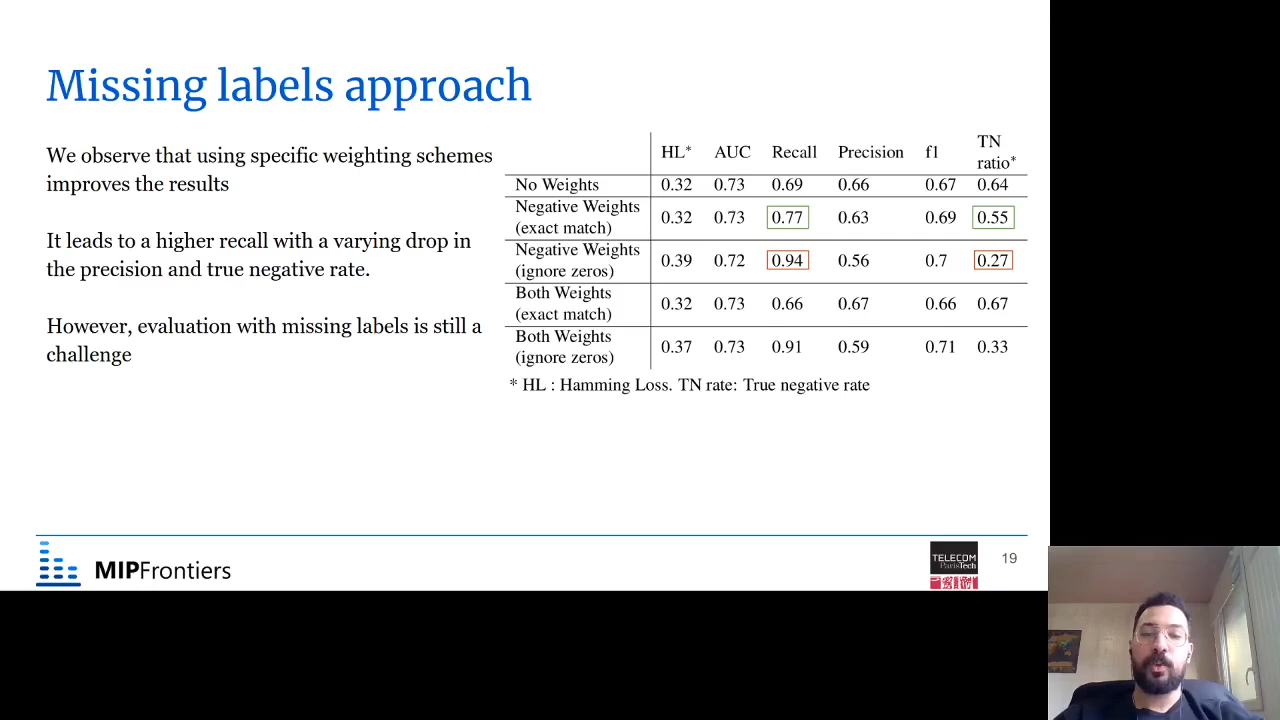 Missing labels approach
We observe that using specific weighting schemes
improves the results
It leads to a higher recall with a varying drop in
the precision and true negative rate.
However, evaluation with missing labels is still a
challenge
HL* AUC Recall Precision f1 TN ratio*
No Weights 0.32 0.73 0.69 0.66 0.67 0.64
Negative Weights (exact match) 0.32 0.73 0.77 0.63 0.69 0.55
Negative Weights (ignore zeros) 0.39 0.72 0.94 0.56 0.7 0.27
Both Weights (exact match) 0.32 0.73 0.66 0.67 0.66 0.67
Both Weights (ignore zeros) 0.37 0.73 0.91 0.59 0.71 0.33
* HL : Hamming Loss. TN rate: True negative rate
MIPFrontiers
TELECOM
ParisTech
19